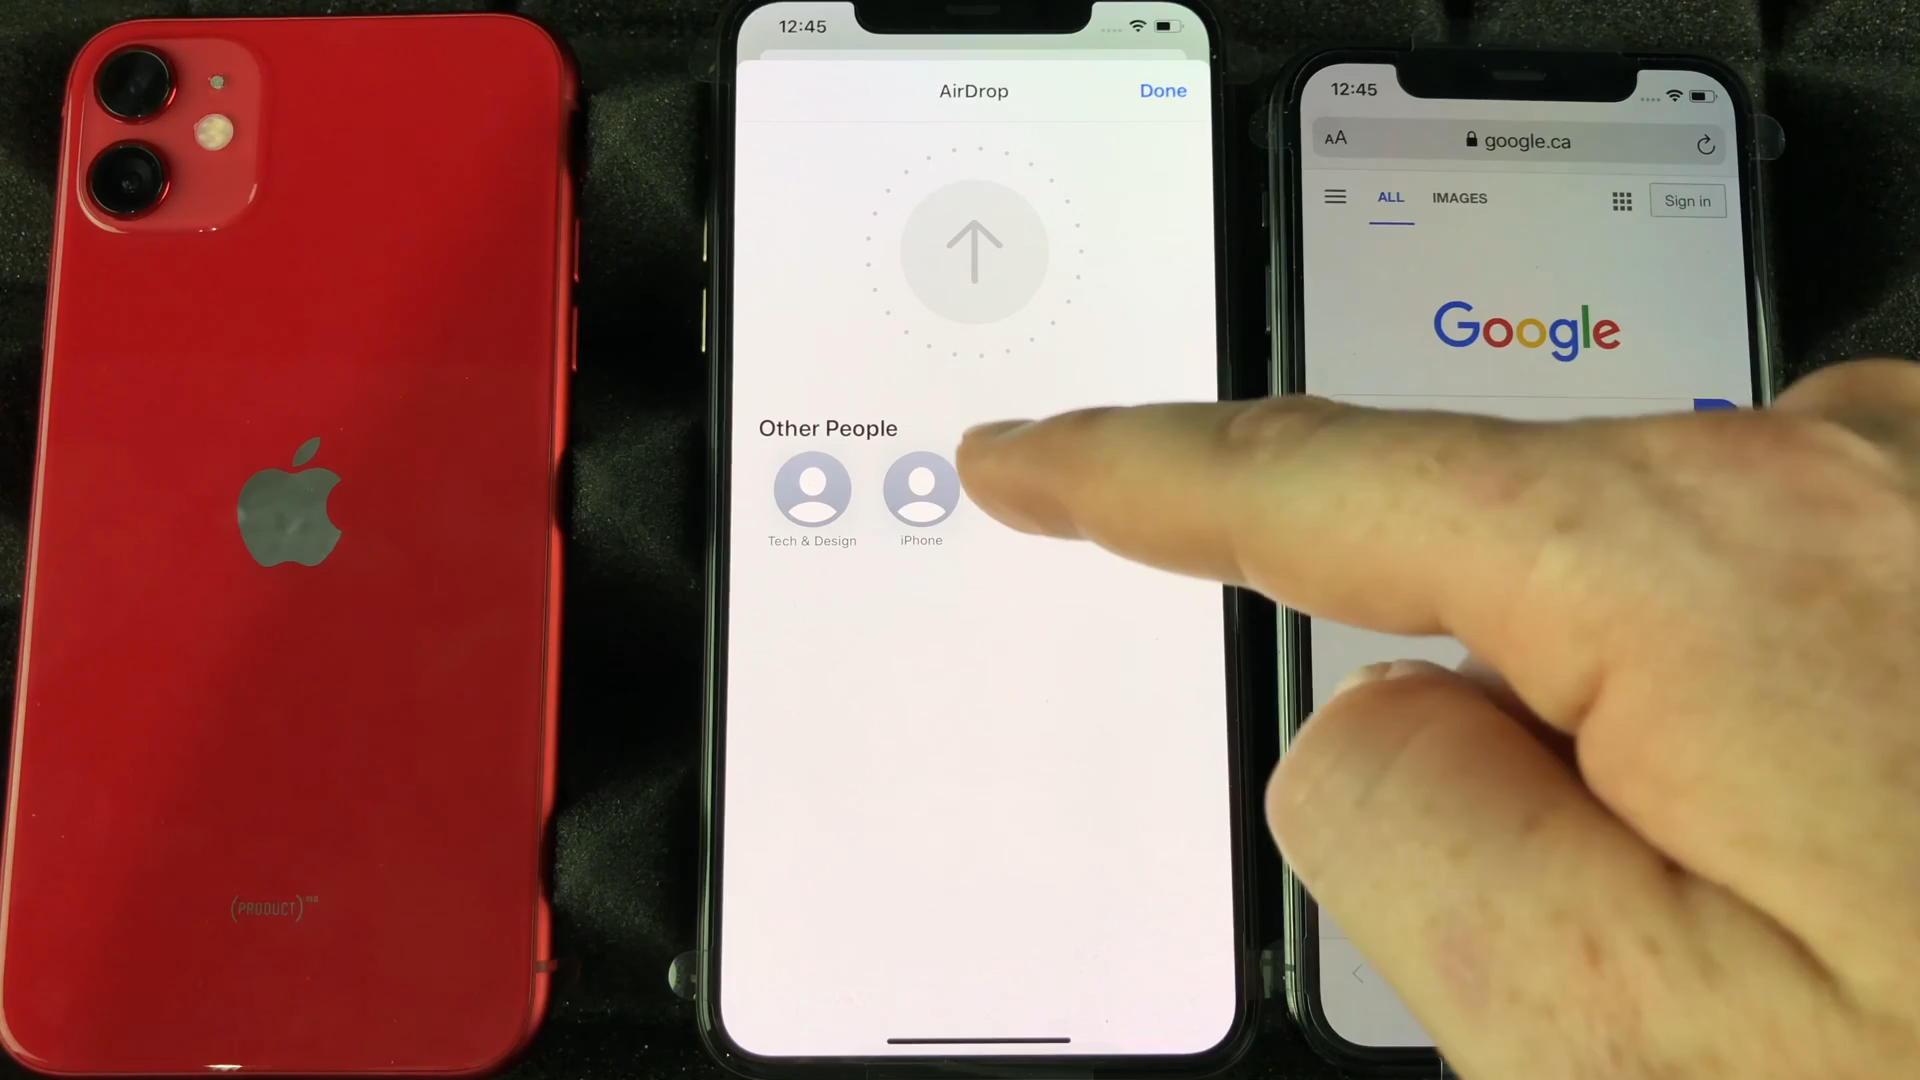 (PRODUCT)
12:45
AirDrop
Done
Other People
Tech & Design
iPhone
12:45
AA
google.ca
ALL
IMAGES
Sign in
Google